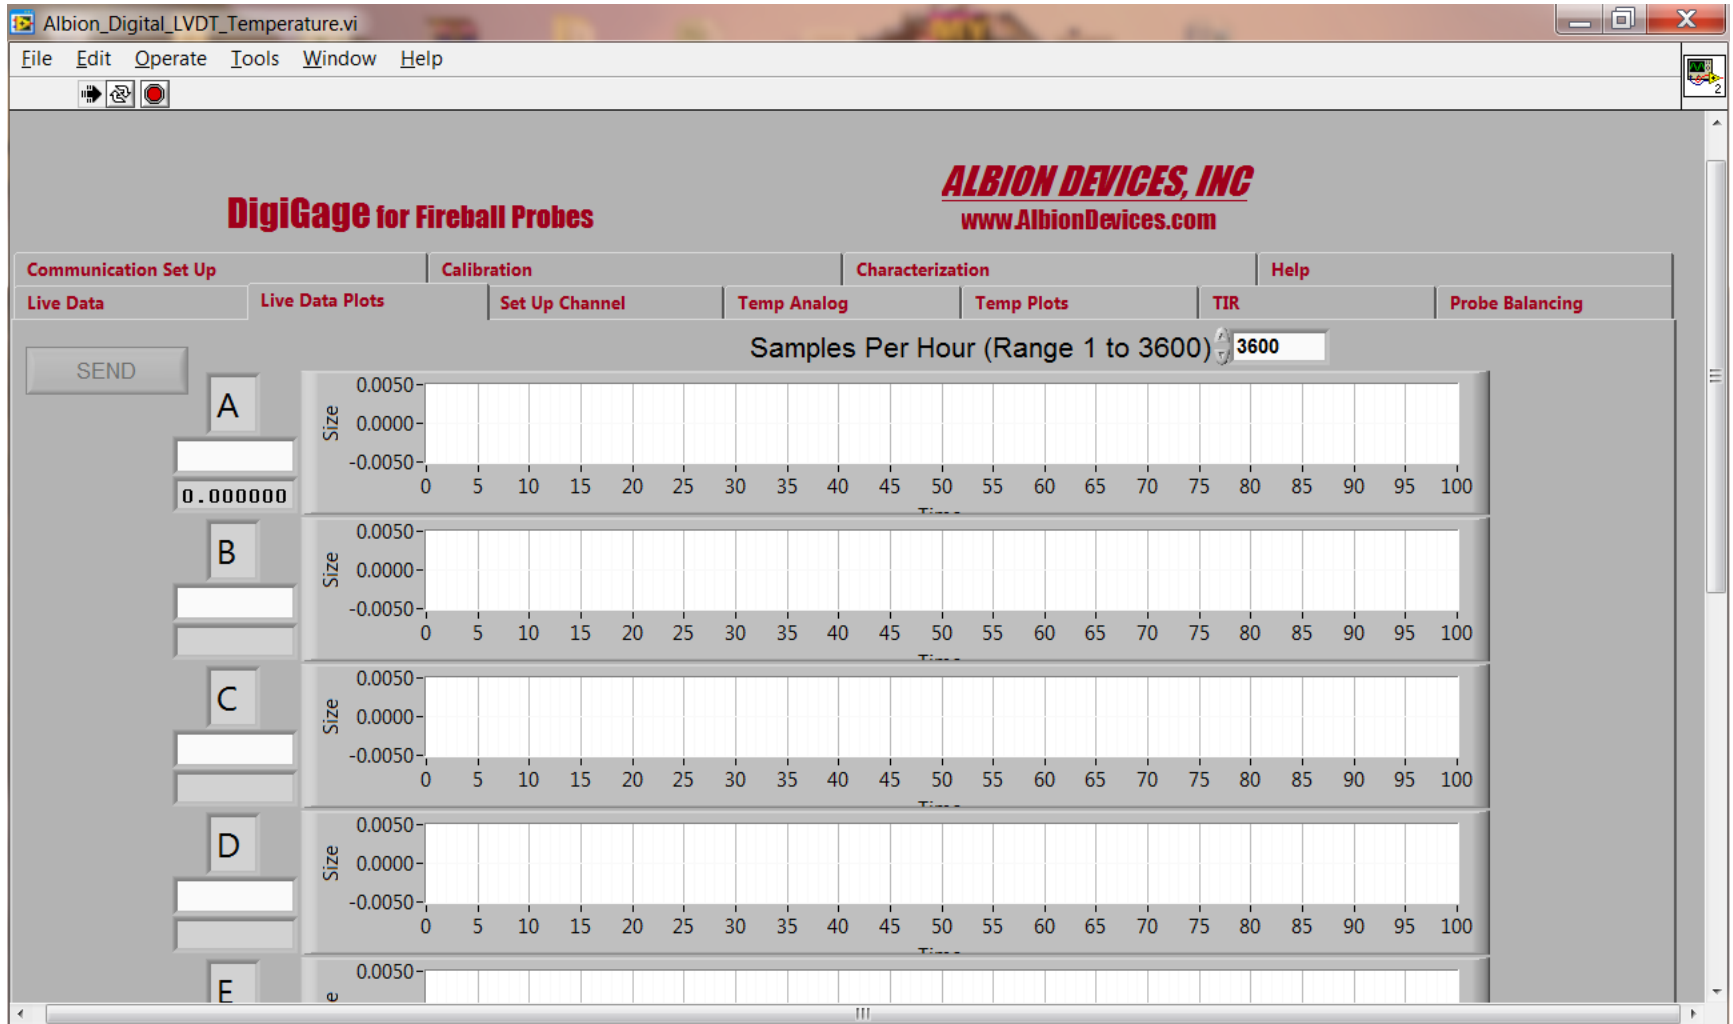 Albion_Digital_LVDT_Temperature.vi
File Edit Operate Tools Window Help
2
ALBION DEVICES, INC
DigiGage for Fireball Probes
www.AlbionDevices.com
Communication Set Up Calibration Characterization Help
Live Data Live Data Plots Set Up Channel Temp Analog Temp Plots TIR Probe Balancing
Samples Per Hour (Range 1 to 3600) 3600
SEND
A
0.000000
Size
0.0050
0.0000
-0.0050
0 5 10 15 20 25 30 35 40 45 50 55 60 65 70 75 80 85 90 95 100
Time
B
Size
0.0050
0.0000
-0.0050
0 5 10 15 20 25 30 35 40 45 50 55 60 65 70 75 80 85 90 95 100
Time
C
Size
0.0050
0.0000
-0.0050
0 5 10 15 20 25 30 35 40 45 50 55 60 65 70 75 80 85 90 95 100
Time
D
Size
0.0050
0.0000
-0.0050
0 5 10 15 20 25 30 35 40 45 50 55 60 65 70 75 80 85 90 95 100
Time
E
0.0050
e